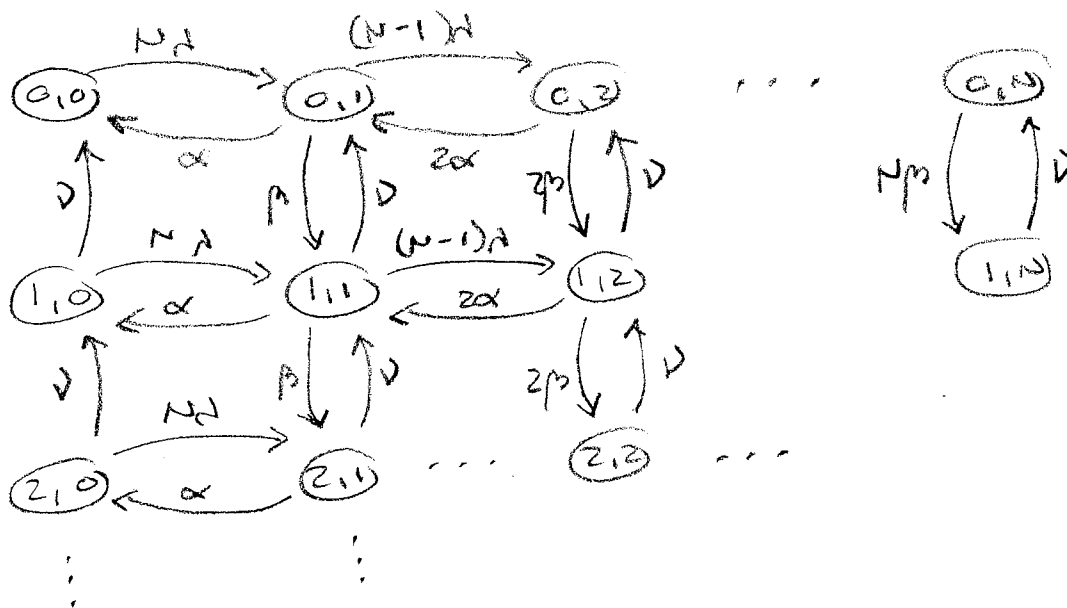 Nλ (N-1)λ
0,0 0,1 0,2 ... 0,N
α 2α
ν β ν 2β ν Nβ ν
Nλ (N-1)λ
1,0 1,1 1,2 1,N
α 2α
ν β ν 2β ν
Nλ
2,0 2,1 ... 2,2 ...
α
⋮ ⋮